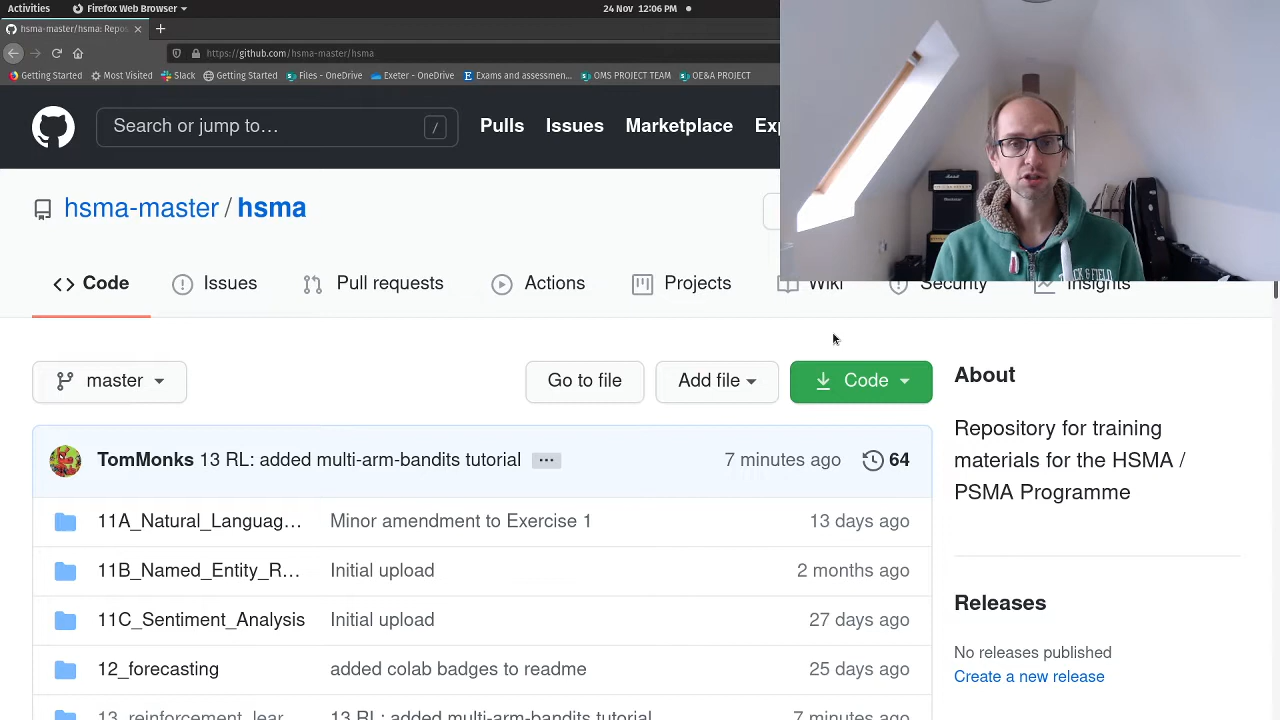 Activities
Firefox Web Browser
24 Nov 12:06 PM
hsma-master/hsma: Repos
https://github.com/hsma-master/hsma
Getting Started
Most Visited
Slack
Getting Started
Files - OneDrive
Exeter - OneDrive
Exams and assessmen...
OMS PROJECT TEAM
OE&A PROJECT
Search or jump to...
/
Pulls
Issues
Marketplace
hsma-master / hsma
Code
Issues
Pull requests
Actions
Projects
Wiki
Security
Insights
master
Go to file
Add file
Code
About
Repository for training
materials for the HSMA /
PSMA Programme
TomMonks 13 RL: added multi-arm-bandits tutorial ...
7 minutes ago
64
11A_Natural_Languag...
Minor amendment to Exercise 1
13 days ago
11B_Named_Entity_R...
Initial upload
2 months ago
11C_Sentiment_Analysis
Initial upload
27 days ago
12_forecasting
added colab badges to readme
25 days ago
13_reinforcement_lear
13 RL: added multi-arm-bandits tutorial
7 minutes ago
Releases
No releases published
Create a new release
Marshall